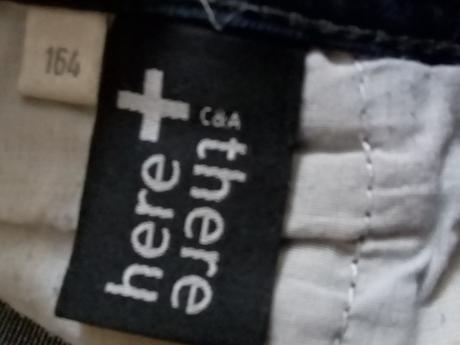 164
here +
there
C&A